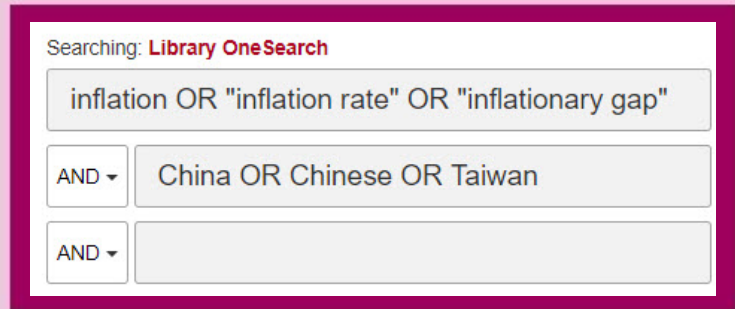 Searching: Library OneSearch
inflation OR "inflation rate" OR "inflationary gap"
AND China OR Chinese OR Taiwan
AND